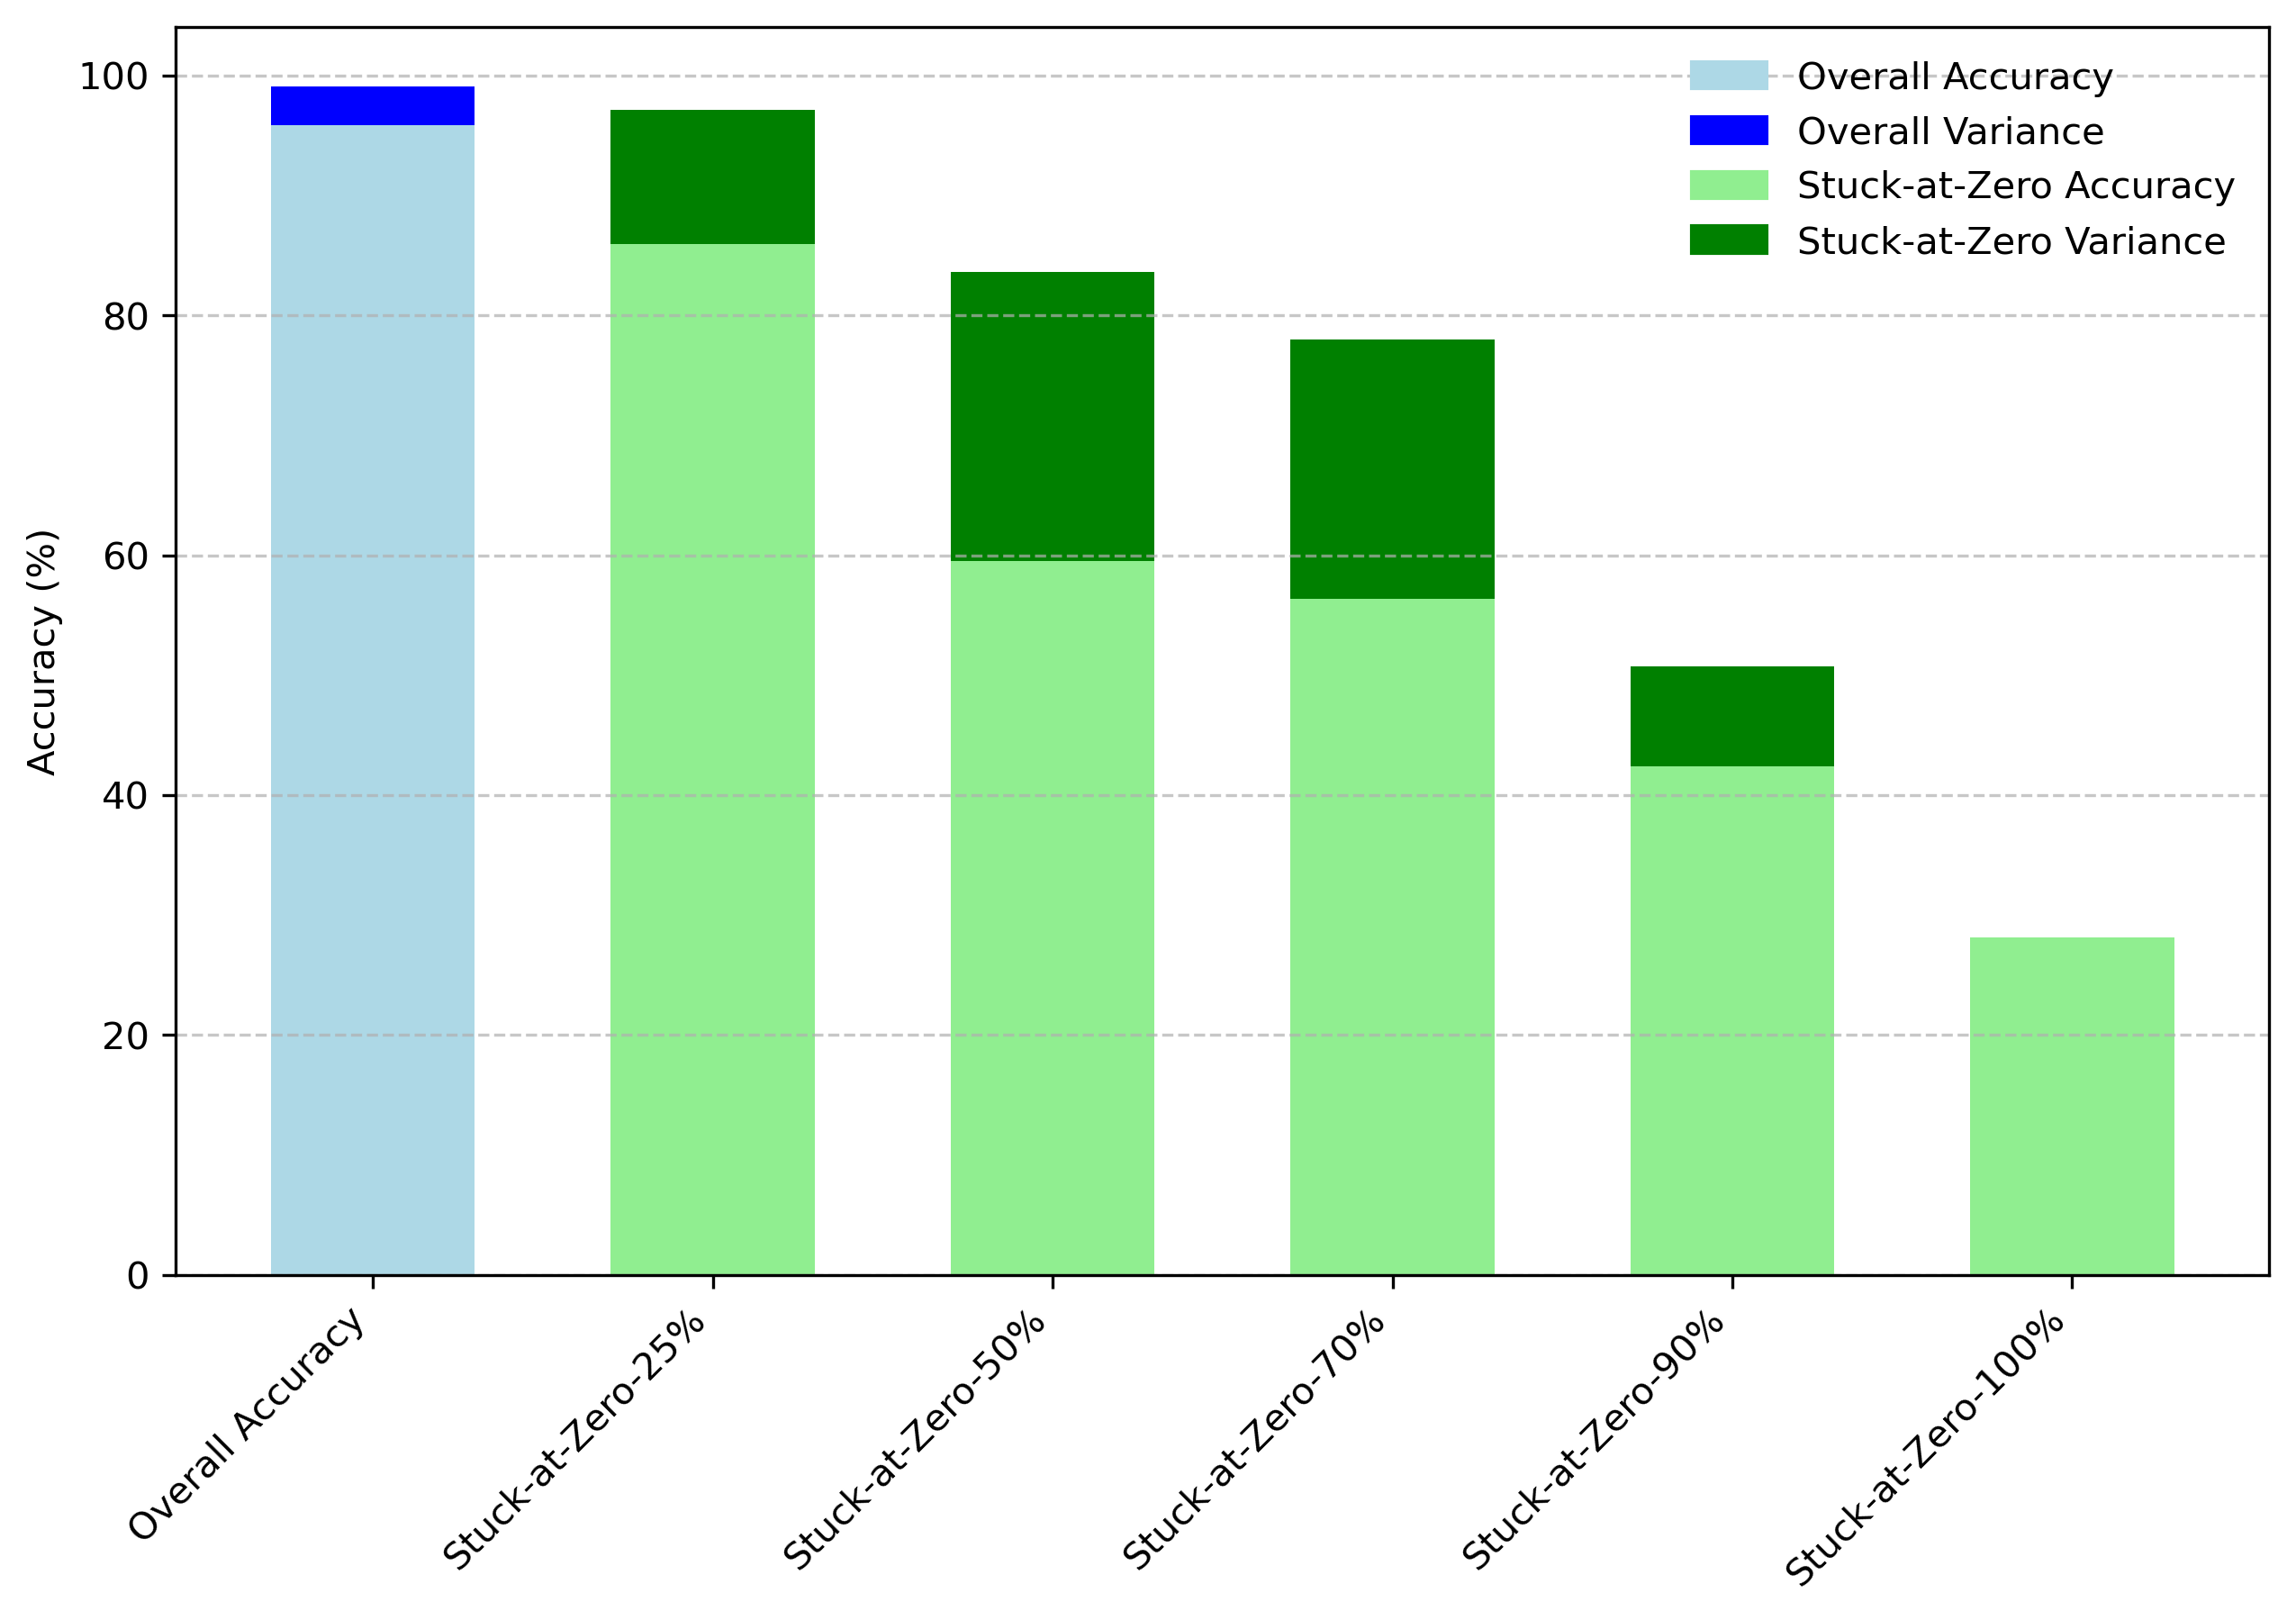 Accuracy (%)
100
80
60
40
20
0
Overall Accuracy
Overall Variance
Stuck-at-Zero Accuracy
Stuck-at-Zero Variance
Overall Accuracy
Stuck-at-Zero-25%
Stuck-at-Zero-50%
Stuck-at-Zero-70%
Stuck-at-Zero-90%
Stuck-at-Zero-100%